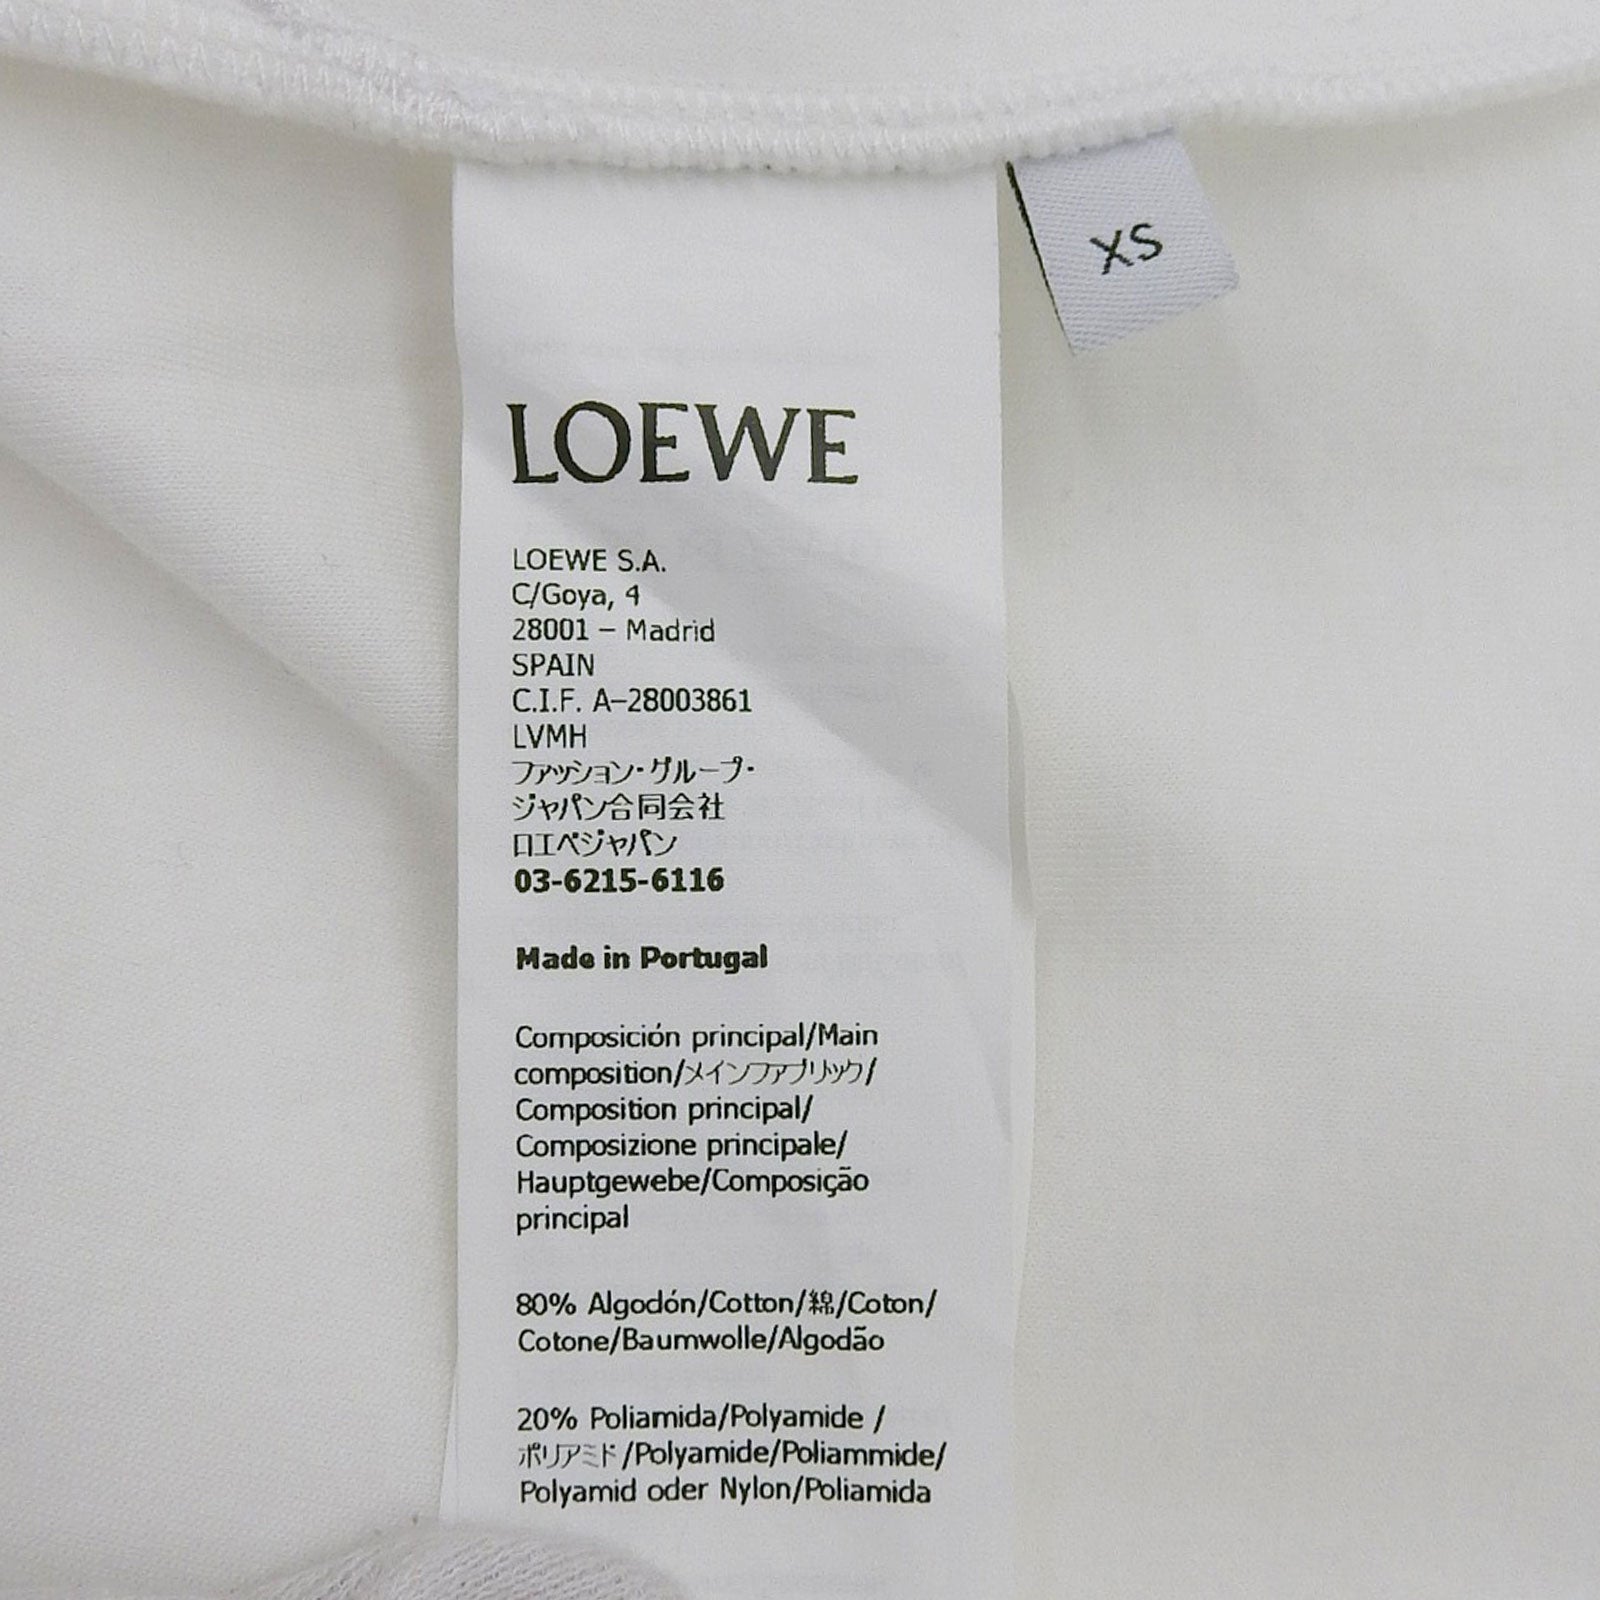 XS
LOEWE
LOEWE S.A.
C/Goya, 4
28001 – Madrid
SPAIN
C.I.F. A–28003861
LVMH
ファッション・グループ・
ジャパン合同会社
ロエベジャパン
03-6215-6116
Made in Portugal
Composición principal/Main
composition/メインファブリック/
Composition principal/
Composizione principale/
Hauptgewebe/Composição
principal
80% Algodón/Cotton/綿/Coton/
Cotone/Baumwolle/Algodão
20% Poliamida/Polyamide /
ポリアミド/Polyamide/Poliammide/
Polyamid oder Nylon/Poliamida